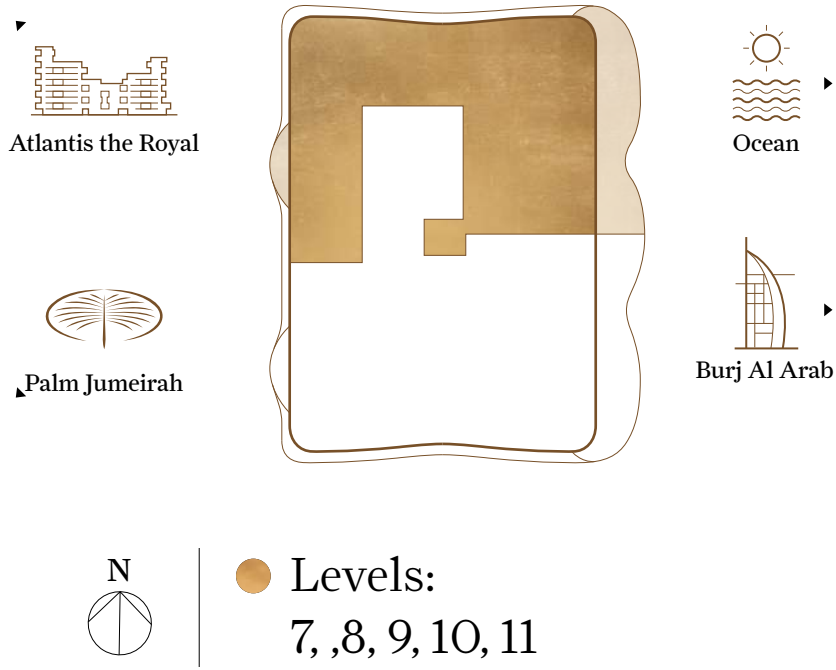 Atlantis the Royal
Ocean
Palm Jumeirah
Burj Al Arab
N
Levels:
7, ,8, 9, 10, 11